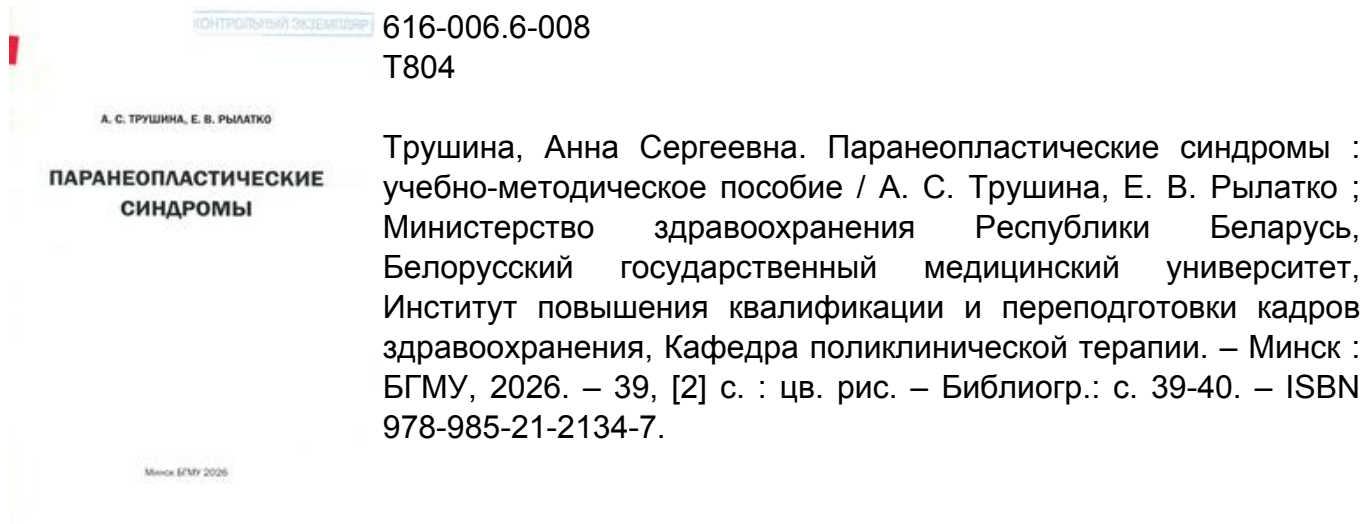 КОНТРОЛЬНЫЙ ЭКЗЕМПЛЯР
А. С. ТРУШИНА, Е. В. РЫЛАТКО
ПАРАНЕОПЛАСТИЧЕСКИЕ
СИНДРОМЫ
Минск БГМУ 2026
616-006.6-008
Т804
Трушина, Анна Сергеевна. Паранеопластические синдромы :
учебно-методическое пособие / А. С. Трушина, Е. В. Рылатко ;
Министерство здравоохранения Республики Беларусь,
Белорусский государственный медицинский университет,
Институт повышения квалификации и переподготовки кадров
здравоохранения, Кафедра поликлинической терапии. – Минск :
БГМУ, 2026. – 39, [2] с. : цв. рис. – Библиогр.: с. 39-40. – ISBN
978-985-21-2134-7.